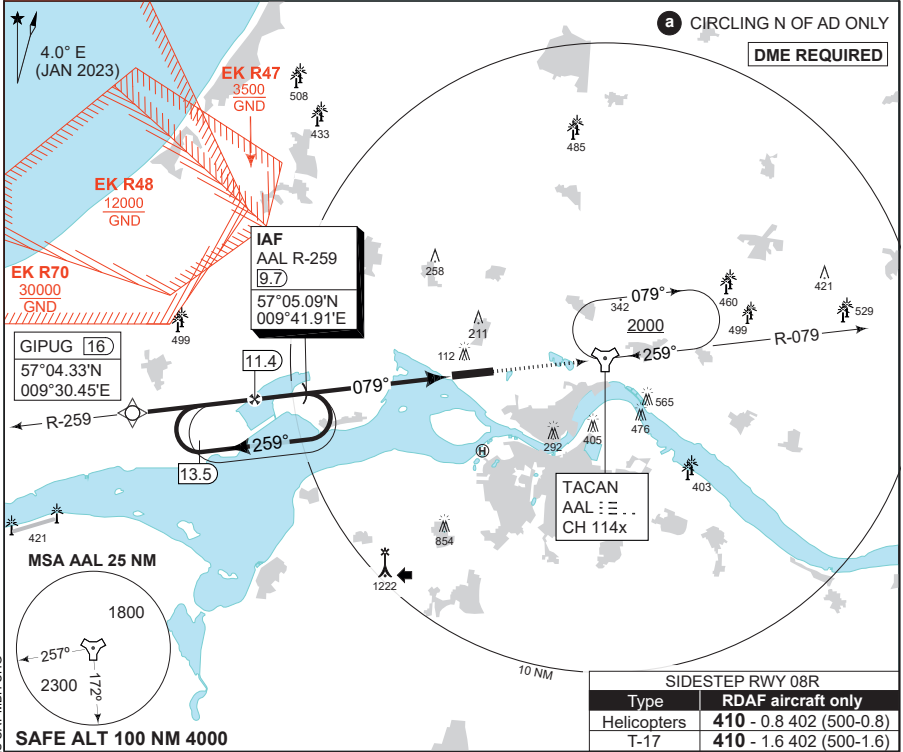 a CIRCLING N OF AD ONLY
DME REQUIRED
4.0° E
(JAN 2023)
EK R47
3500
GND
508
433
485
EK R48
12000
GND
EK R70
30000
GND
499
IAF
AAL R-259
9.7
57°05.09'N
009°41.91'E
258
211
112
342
079°
2000
259°
460
499
421
529
R-079
GIPUG 16
57°04.33'N
009°30.45'E
11.4
079°
R-259
259°
13.5
H
292
405
476
565
403
TACAN
AAL
CH 114x
421
854
1222
MSA AAL 25 NM
1800
257°
2300
172°
SAFE ALT 100 NM 4000
10 NM
SIDESTEP RWY 08R
Type RDAF aircraft only
Helicopters 410 - 0.8 402 (500-0.8)
T-17 410 - 1.6 402 (500-1.6)